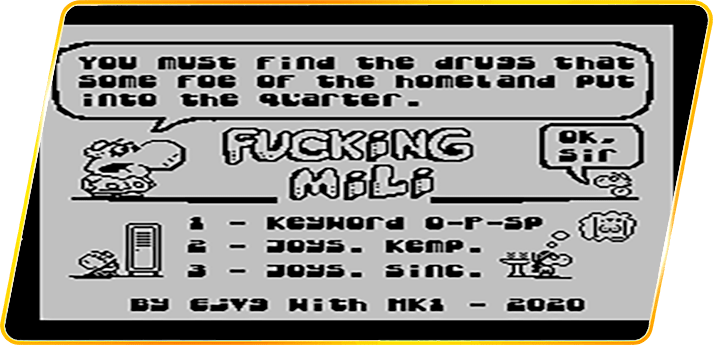 You must find the drugs that
some foe of the homeland put
into the quarter.
Ok,
Sir
FUCKING
MILI
1 - Keyword O-P-SP
2 - Joys. Kemp.
3 - Joys. Sinc.
By EJVG With MK1 - 2020